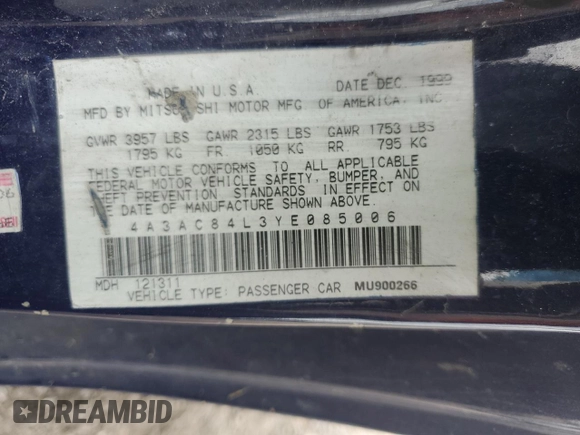 MADE IN U.S.A. DATE DEC. 1999
MFD BY MITSUBISHI MOTOR MFG OF AMERICA, INC
GVWR 3957 LBS GAWR 2315 LBS GAWR 1753 LBS
1795 KG FR. 1050 KG RR 795 KG
THIS VEHICLE CONFORMS TO ALL APPLICABLE
FEDERAL MOTOR VEHICLE SAFETY, BUMPER, AND
THEFT PREVENTION STANDARDS IN EFFECT ON
THE DATE OF MANUFACTURE SHOWN ABOVE.
4A3AC84L3YE085006
MDH 121311
VEHICLE TYPE: PASSENGER CAR MU900266
DREAMBID